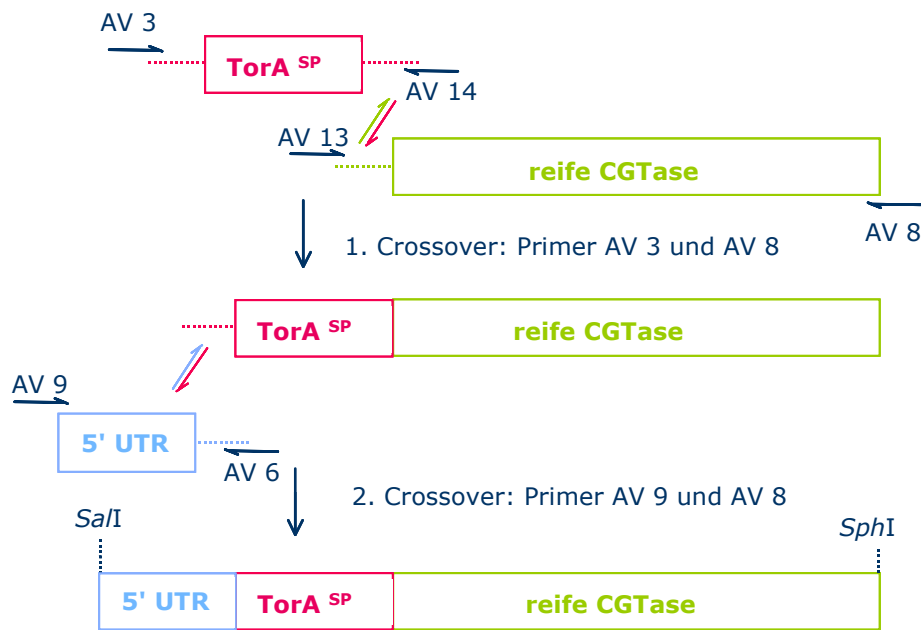 AV 3
TorA SP
AV 14
AV 13
reife CGTase
AV 8
1. Crossover: Primer AV 3 und AV 8
TorA SP
reife CGTase
AV 9
5' UTR
AV 6
2. Crossover: Primer AV 9 und AV 8
SalI
SphI
5' UTR
TorA SP
reife CGTase